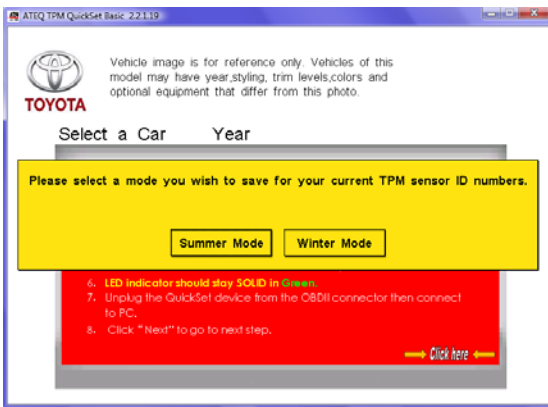 ATEQ TPM QuickSet Basic 2.2.1.19
Vehicle image is for reference only. Vehicles of this
model may have year,styling, trim levels,colors and
optional equipment that differ from this photo.
TOYOTA
Select a Car Year
Please select a mode you wish to save for your current TPM sensor ID numbers.
Summer Mode Winter Mode
6. LED indicator should stay SOLID in Green.
7. Unplug the QuickSet device from the OBDII connector then connect
to PC.
8. Click "Next" to go to next step.
Click here